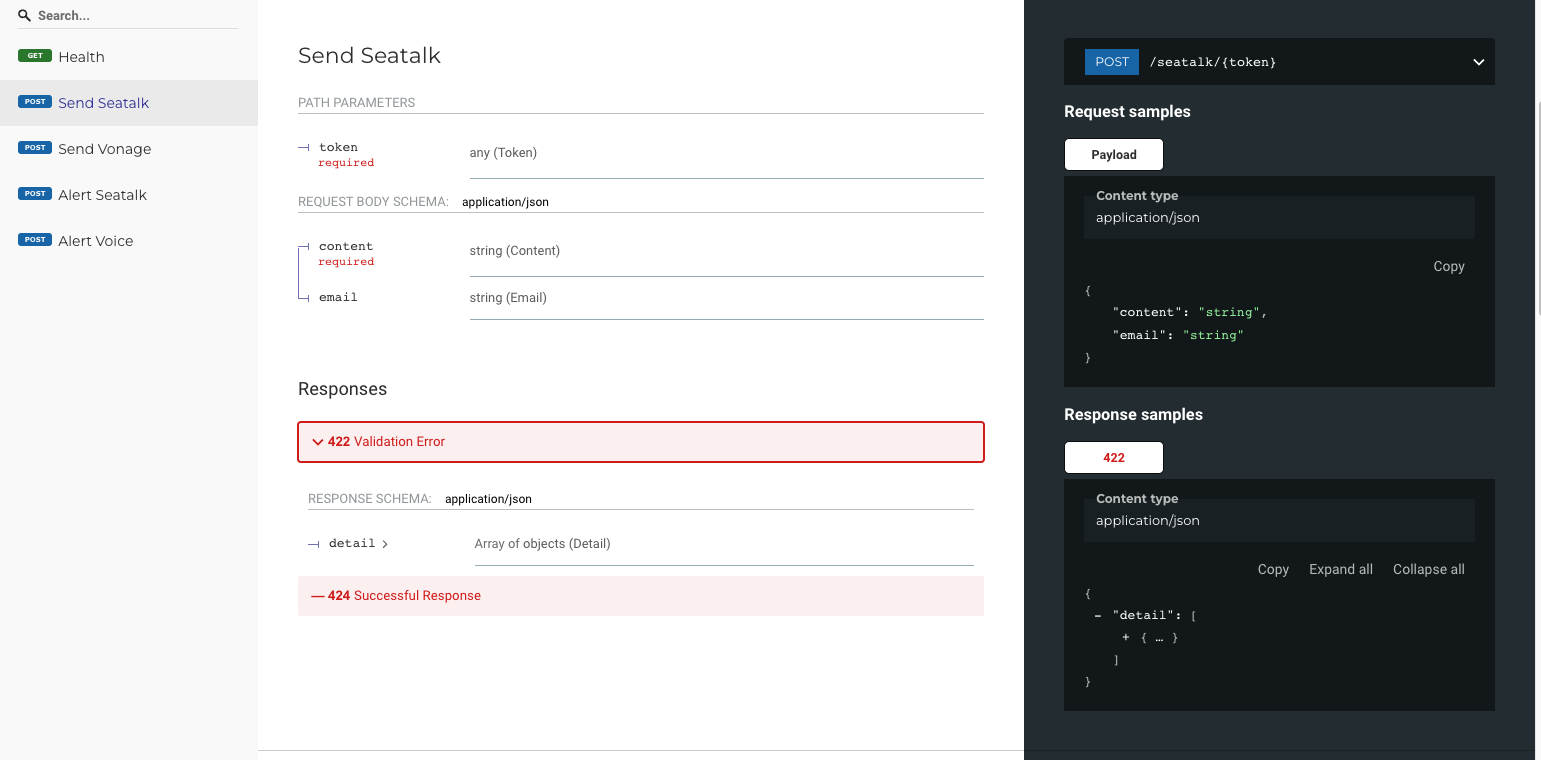 Search...
GET Health
POST Send Seatalk
POST Send Vonage
POST Alert Seatalk
POST Alert Voice
Send Seatalk
PATH PARAMETERS
token
required
any (Token)
REQUEST BODY SCHEMA: application/json
content
required
string (Content)
email
string (Email)
Responses
422 Validation Error
RESPONSE SCHEMA: application/json
detail
Array of objects (Detail)
— 424 Successful Response
POST /seatalk/{token}
Request samples
Payload
Content type
application/json
Copy
{
"content": "string",
"email": "string"
}
Response samples
422
Content type
application/json
Copy Expand all Collapse all
{
- "detail": [
+ { … }
]
}